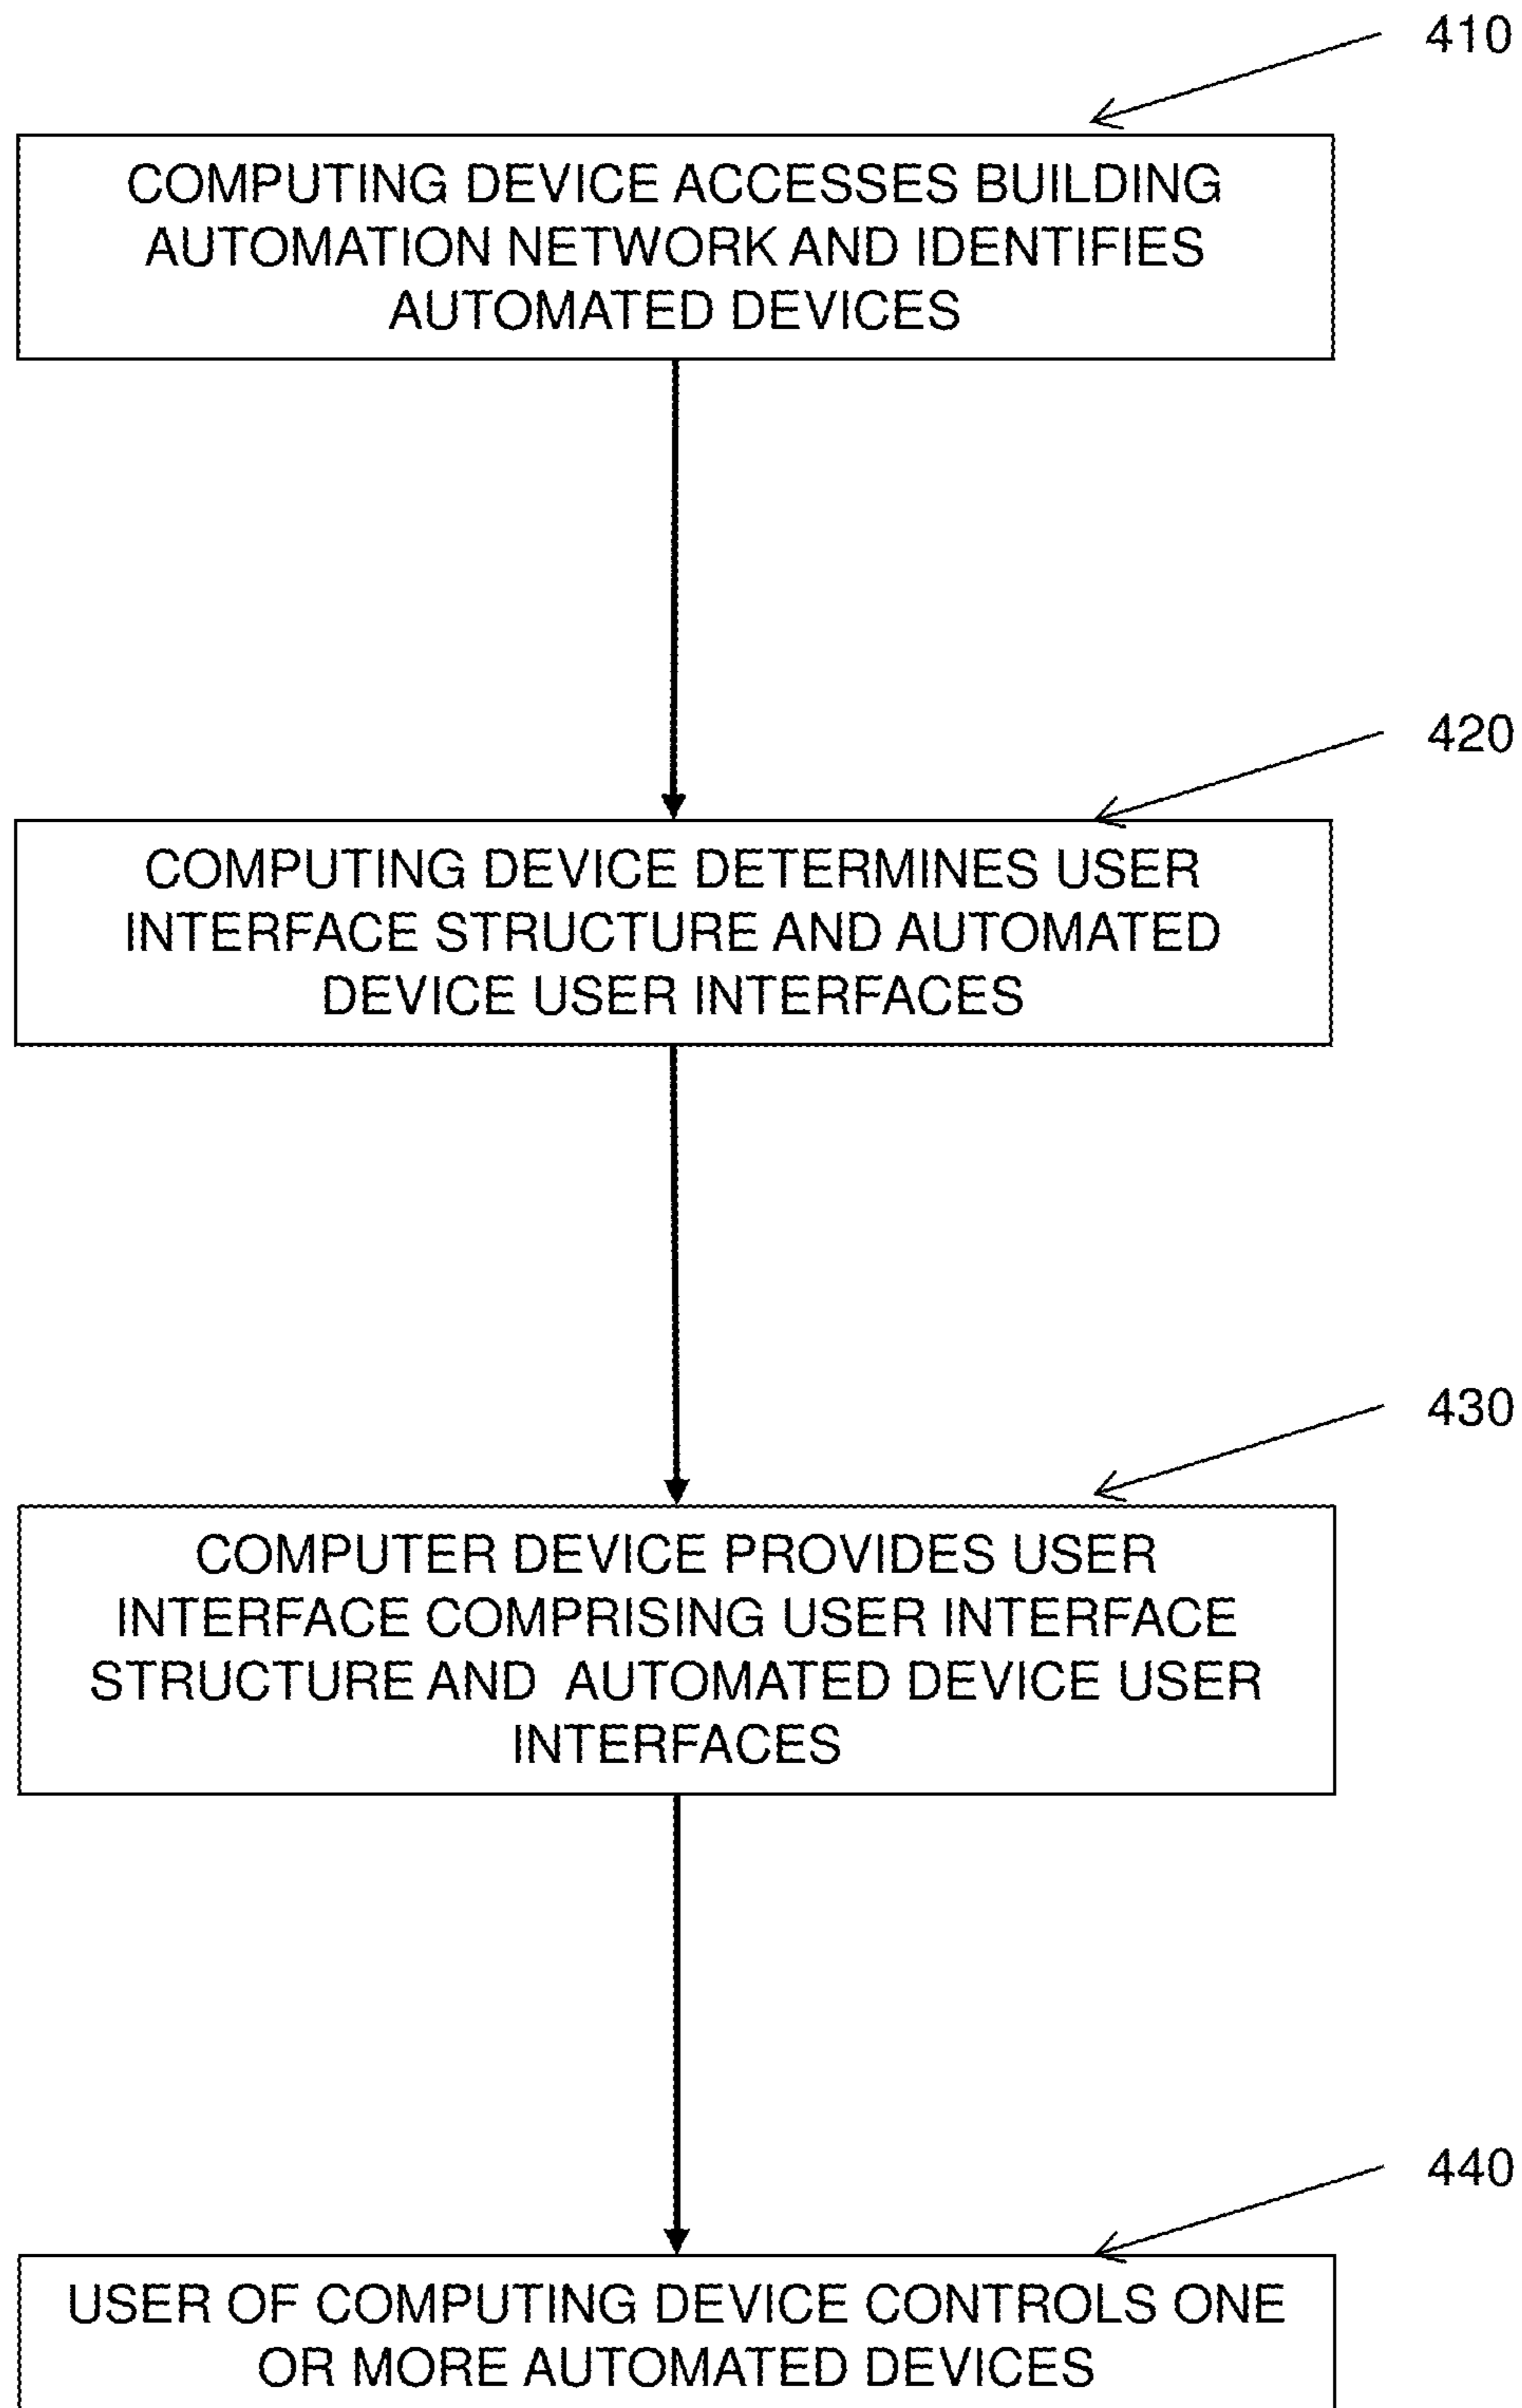 410
COMPUTING DEVICE ACCESSES BUILDING
AUTOMATION NETWORK AND IDENTIFIES
AUTOMATED DEVICES
420
COMPUTING DEVICE DETERMINES USER
INTERFACE STRUCTURE AND AUTOMATED
DEVICE USER INTERFACES
430
COMPUTER DEVICE PROVIDES USER
INTERFACE COMPRISING USER INTERFACE
STRUCTURE AND AUTOMATED DEVICE USER
INTERFACES
440
USER OF COMPUTING DEVICE CONTROLS ONE
OR MORE AUTOMATED DEVICES